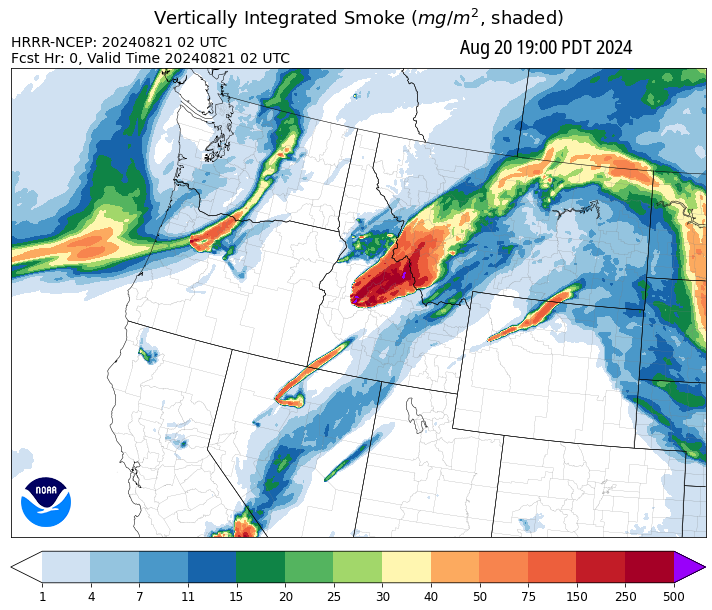 Vertically Integrated Smoke (mg/m², shaded)
HRRR-NCEP: 20240821 02 UTC
Fcst Hr: 0, Valid Time 20240821 02 UTC
Aug 20 19:00 PDT 2024
NOAA
1 4 7 11 15 20 25 30 40 50 75 150 250 500